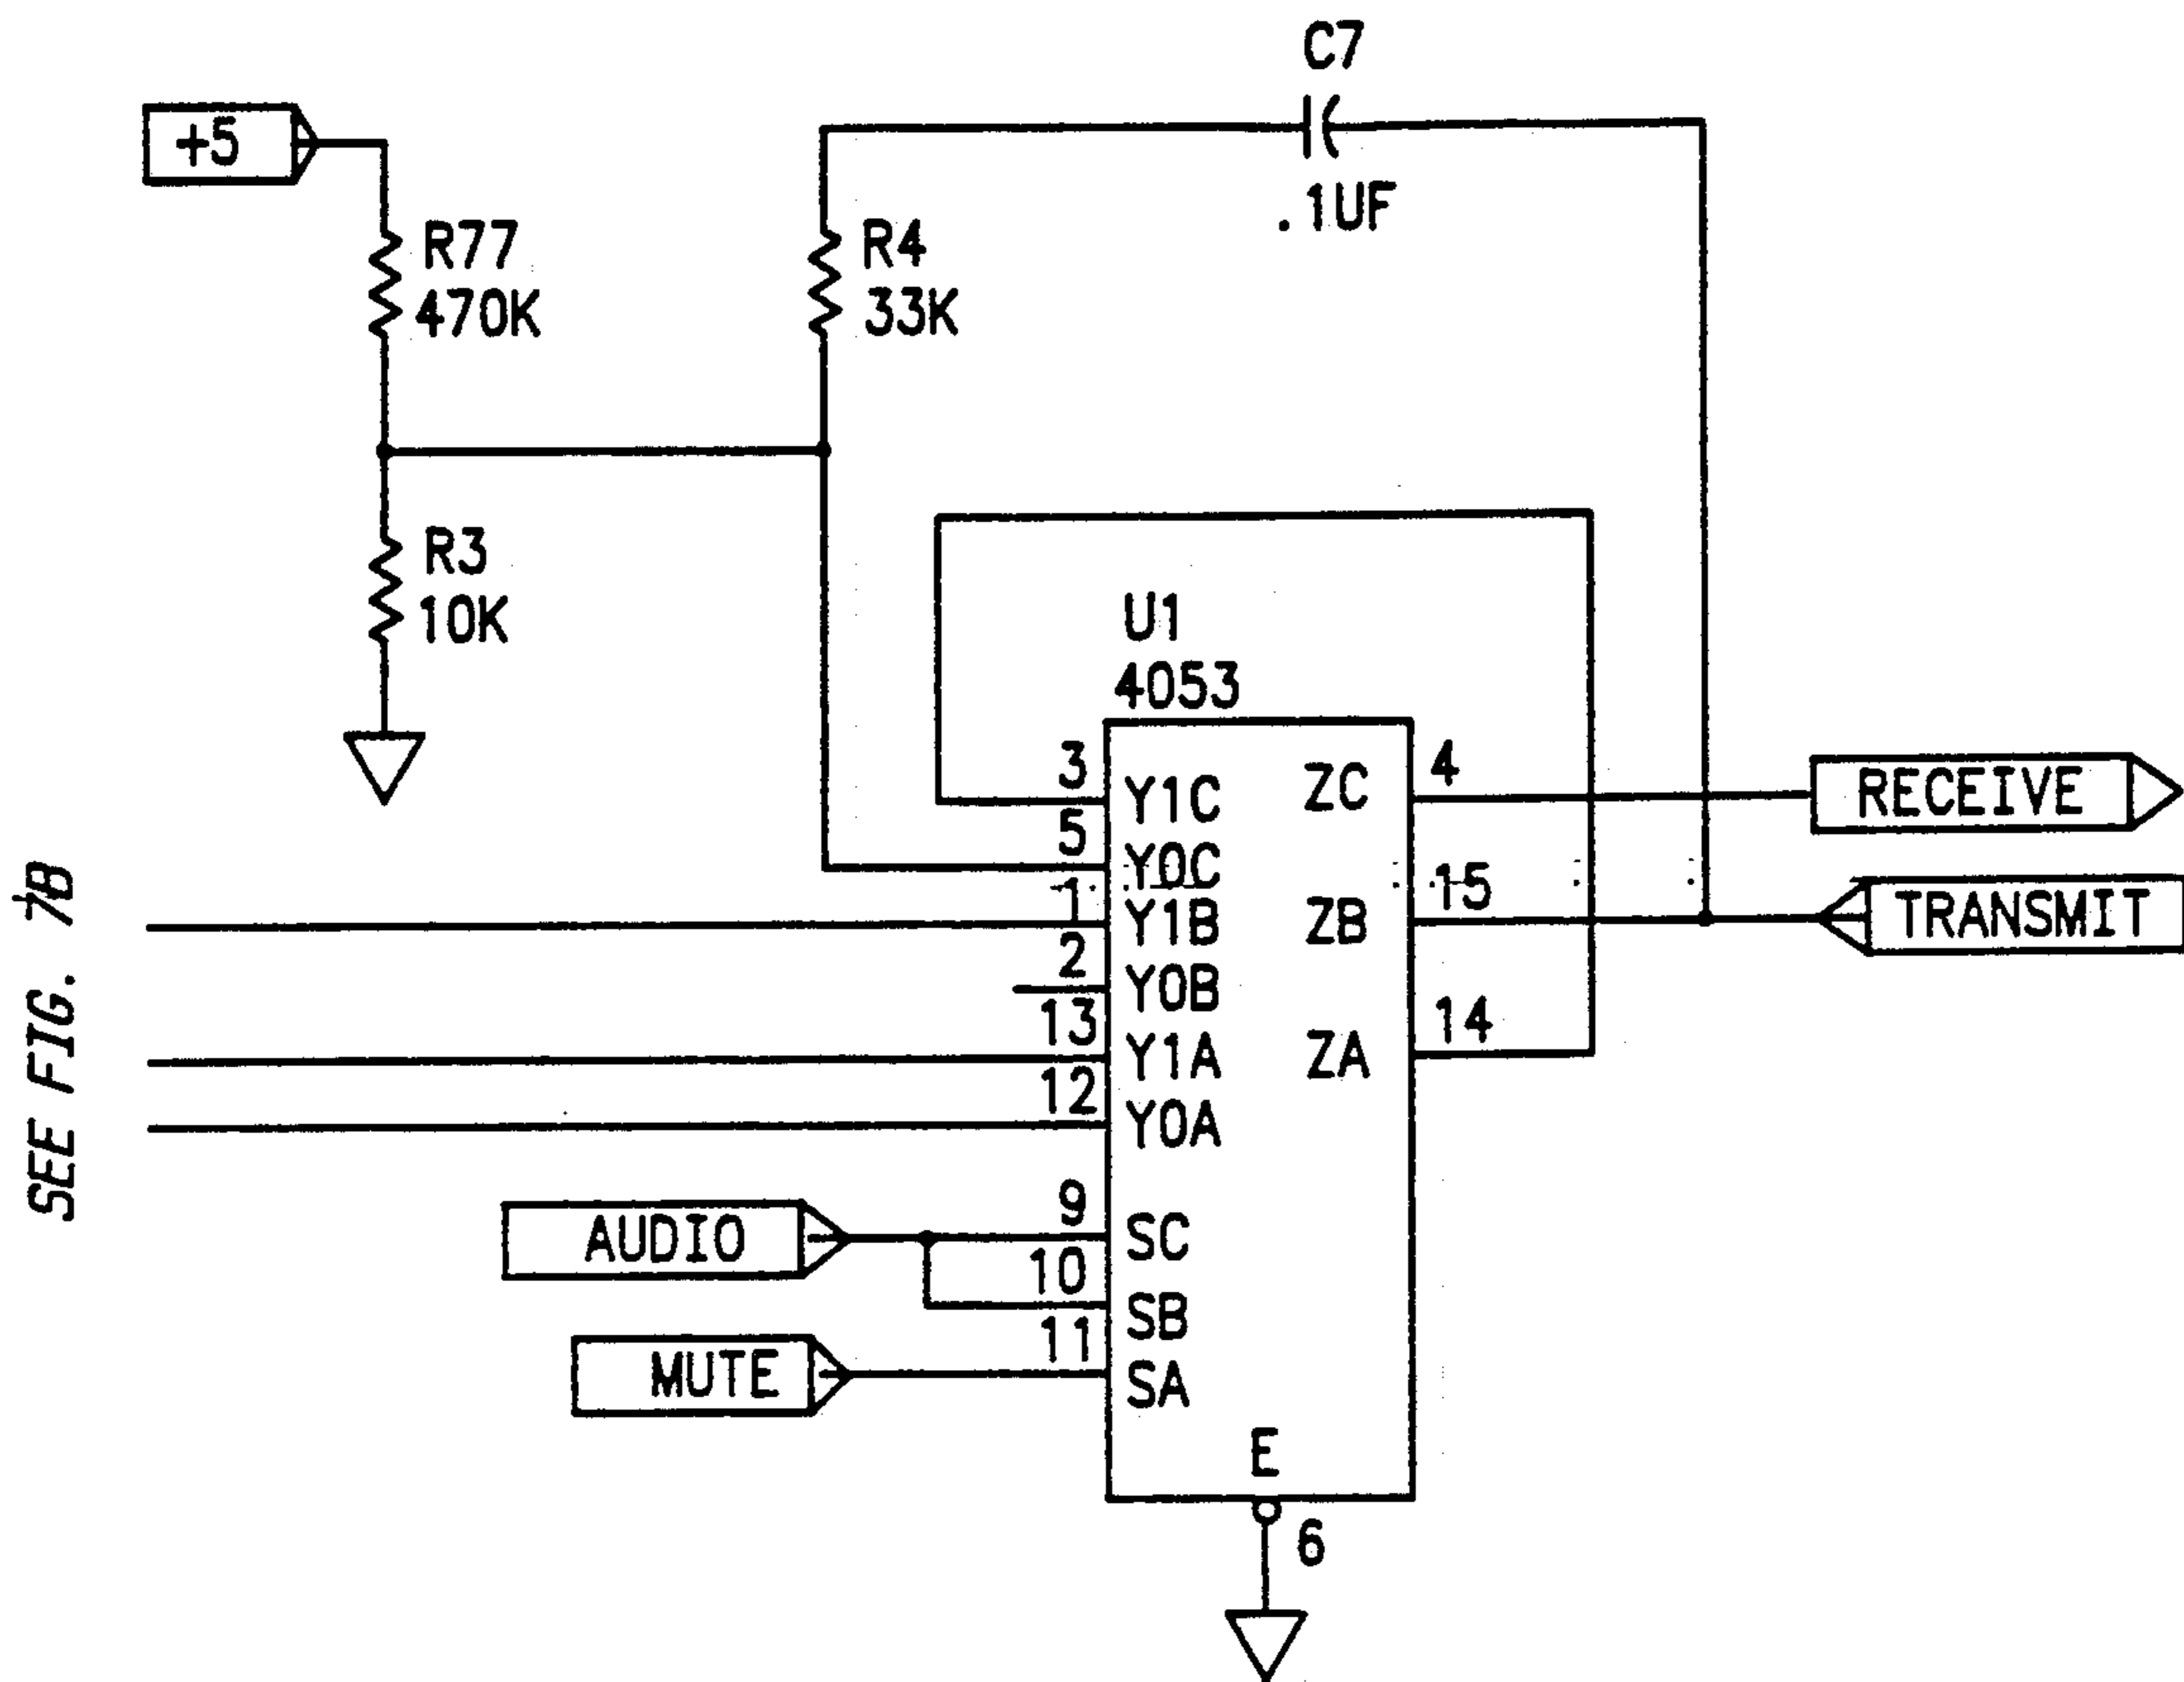 C7
.1UF
+5
R77
470K
R4
33K
R3
10K
U1
4053
3
Y1C
ZC
4
RECEIVE
5
Y0C
1
Y1B
ZB
15
TRANSMIT
2
Y0B
13
Y1A
ZA
14
12
Y0A
SEE FIG. 7B
AUDIO
9
SC
10
SB
MUTE
11
SA
E
6